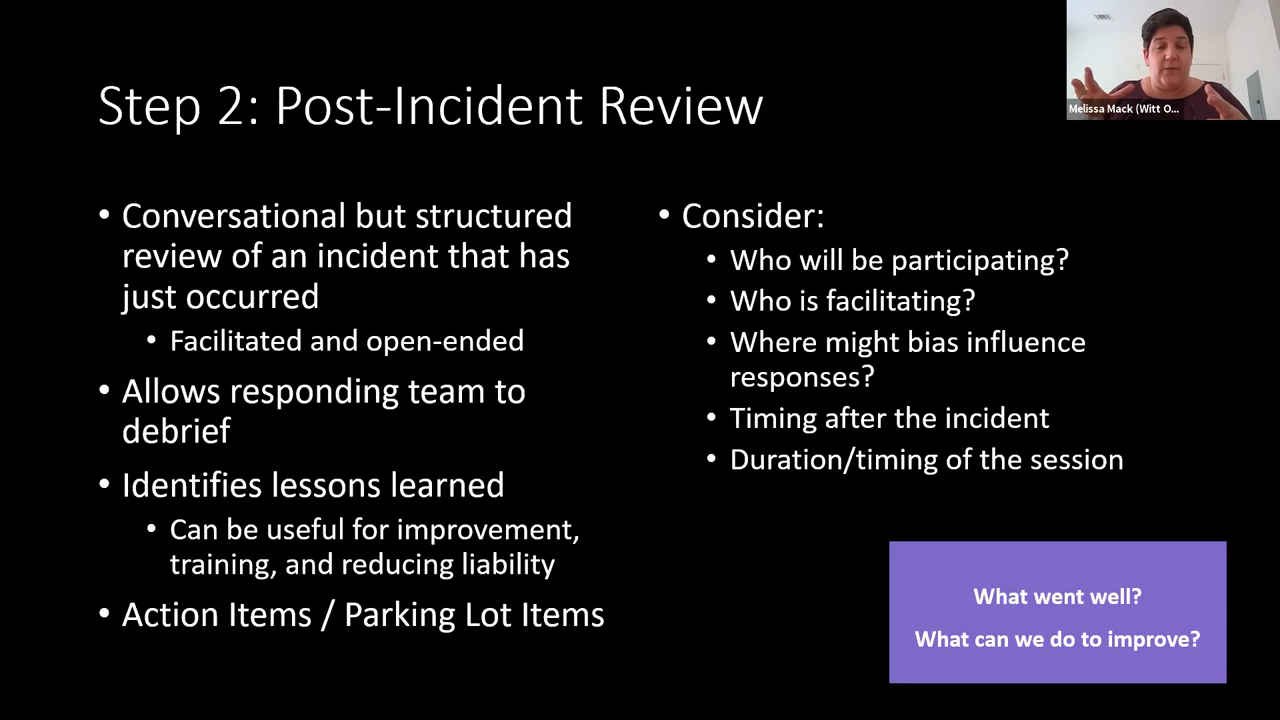 Step 2: Post-Incident Review
Melissa Mack (Witt O...
• Conversational but structured
review of an incident that has
just occurred
• Facilitated and open-ended
• Allows responding team to
debrief
• Identifies lessons learned
• Can be useful for improvement,
training, and reducing liability
• Action Items / Parking Lot Items
• Consider:
• Who will be participating?
• Who is facilitating?
• Where might bias influence
responses?
• Timing after the incident
• Duration/timing of the session
What went well?
What can we do to improve?